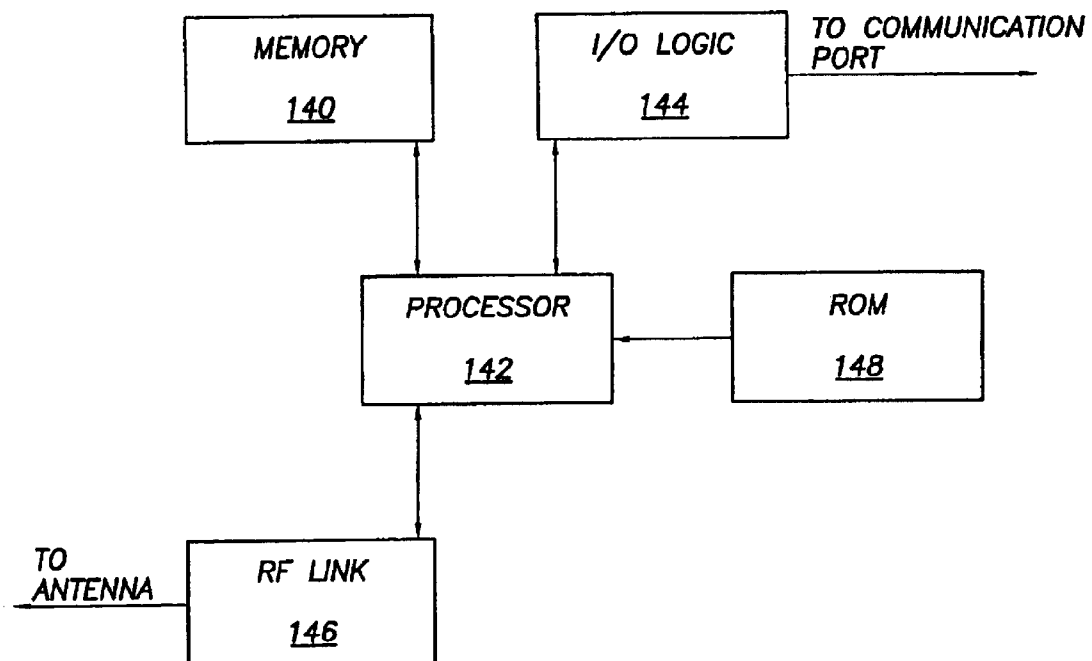 MEMORY
140
I/O LOGIC
144
TO COMMUNICATION
PORT
PROCESSOR
142
ROM
148
TO
ANTENNA
RF LINK
146